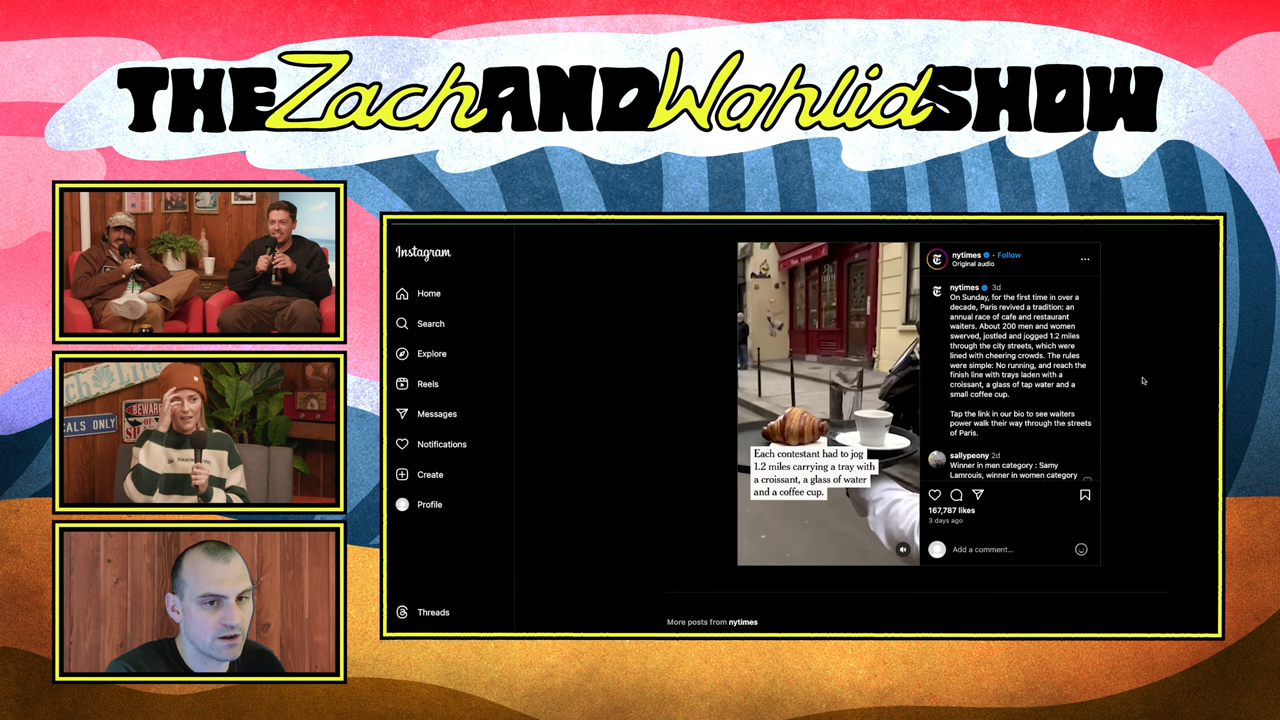 THE Zach AND Wahlid SHOW
Instagram
Home
Search
Explore
Reels
Messages
Notifications
Create
Profile
Threads
Each contestant had to jog
1.2 miles carrying a tray with
a croissant, a glass of water
and a coffee cup.
nytimes • Follow
Original audio
nytimes 3d
On Sunday, for the first time in over a
decade, Paris revived a tradition: an
annual race of cafe and restaurant
waiters. About 200 men and women
swerved, jostled and jogged 1.2 miles
through the city streets, which were
lined with cheering crowds. The rules
were simple: No running, and reach the
finish line with trays laden with a
croissant, a glass of tap water and a
small coffee cup.
Tap the link in our bio to see waiters
power walk their way through the streets
of Paris.
sallypeony 2d
Winner in men category : Samy
Lamrouis, winner in women category
167,787 likes
3 days ago
Add a comment...
More posts from nytimes
BEWARE
CALS ONLY